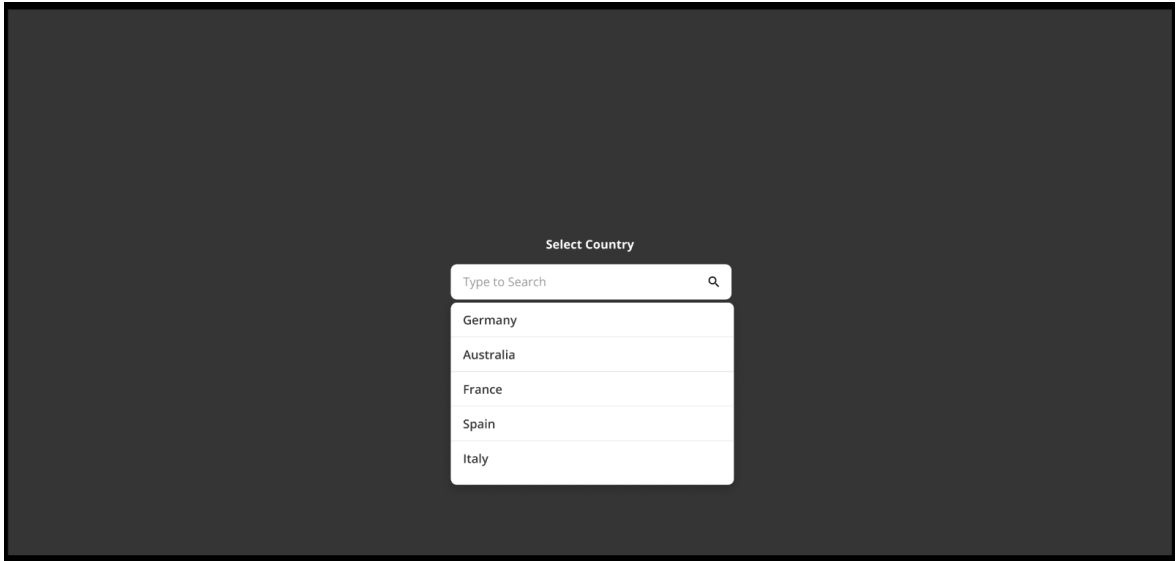 Select Country
Type to Search
Germany
Australia
France
Spain
Italy